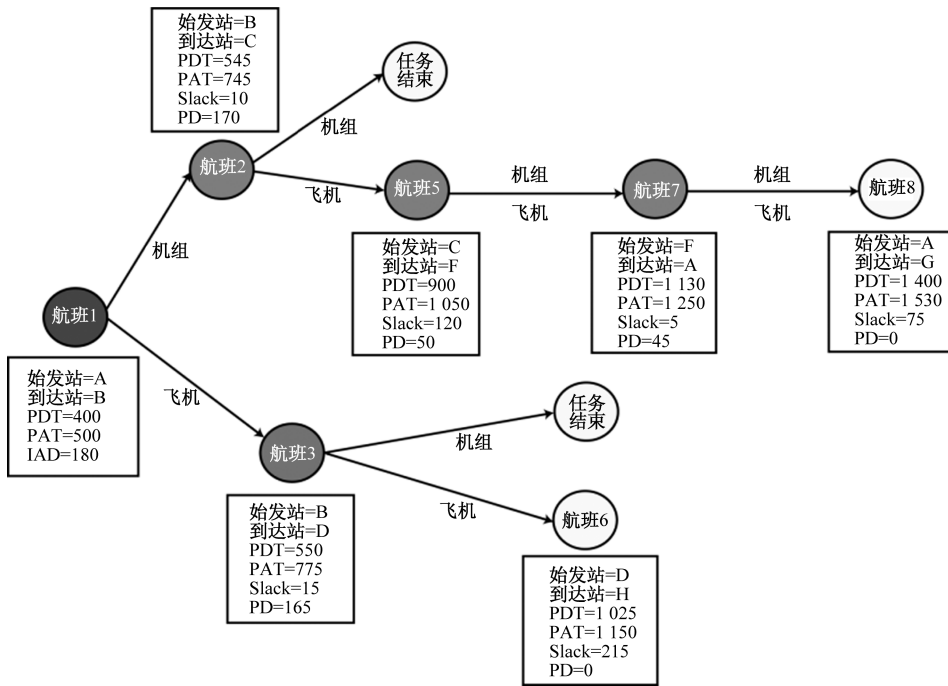 始发站=B
到达站=C
PDT=545
PAT=745
Slack=10
PD=170
任务
结束
机组
航班2
飞机
航班5
机组
飞机
航班7
机组
飞机
航班8
机组
始发站=C
到达站=F
PDT=900
PAT=1 050
Slack=120
PD=50
始发站=F
到达站=A
PDT=1 130
PAT=1 250
Slack=5
PD=45
始发站=A
到达站=G
PDT=1 400
PAT=1 530
Slack=75
PD=0
航班1
始发站=A
到达站=B
PDT=400
PAT=500
IAD=180
飞机
航班3
机组
任务
结束
飞机
航班6
始发站=B
到达站=D
PDT=550
PAT=775
Slack=15
PD=165
始发站=D
到达站=H
PDT=1 025
PAT=1 150
Slack=215
PD=0